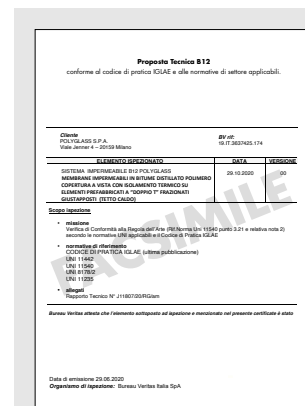 Proposta Tecnica B12
conforme al codice di pratica IGLAE e alle normative di settore applicabili.
Cliente
POLYGLASS S.P.A.
Viale Jenner 4 – 20159 Milano
BV rif:
19.IT.3637425.174
ELEMENTO ISPEZIONATO DATA VERSIONE
SISTEMA IMPERMEABILE B12 POLYGLASS 29.10.2020 00
MEMBRANE IMPERMEABILI IN BITUME DISTILLATO POLIMERO
COPERTURA A VISTA CON ISOLAMENTO TERMICO SU
ELEMENTI PREFABBRICATI A "DOPPIO T" FRAZIONATI
GIUSTAPPOSTI (TETTO CALDO)
Scopo ispezione
• missione
Verifica di Conformità alla Regola dell'Arte (Rif.Norma Uni 11540 punto 3.21 e relativa nota 2)
secondo le normative UNI applicabili e il Codice di Pratica IGLAE
• normative di riferimento
CODICE DI PRATICA IGLAE (ultima pubblicazione)
UNI 11442
UNI 11540
UNI 8178/2
UNI 11235
• allegati
Rapporto Tecnico N° J11807/20/RG/am
Bureau Veritas attesta che l'elemento sottoposto ad ispezione e menzionato nel presente certificato è stato
FACSIMILE
Data di emissione 29.06.2020
Organismo di ispezione: Bureau Veritas Italia SpA